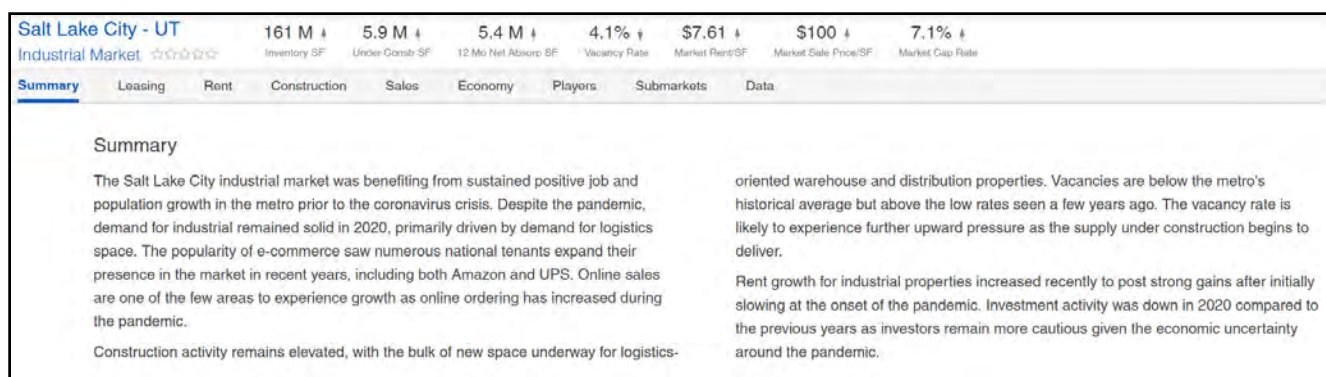 Salt Lake City - UT
161 M
5.9 M
5.4 M
4.1%
$7.61
$100
7.1%
Industrial Market
Inventory SF
Under Constr SF
12 Mo Net Absorp SF
Vacancy Rate
Market Rent/SF
Market Sale Price/SF
Market Cap Rate
Summary Leasing Rent Construction Sales Economy Players Submarkets Data
Summary
The Salt Lake City industrial market was benefiting from sustained positive job and
population growth in the metro prior to the coronavirus crisis. Despite the pandemic,
demand for industrial remained solid in 2020, primarily driven by demand for logistics
space. The popularity of e-commerce saw numerous national tenants expand their
presence in the market in recent years, including both Amazon and UPS. Online sales
are one of the few areas to experience growth as online ordering has increased during
the pandemic.
Construction activity remains elevated, with the bulk of new space underway for logistics-
oriented warehouse and distribution properties. Vacancies are below the metro's
historical average but above the low rates seen a few years ago. The vacancy rate is
likely to experience further upward pressure as the supply under construction begins to
deliver.
Rent growth for industrial properties increased recently to post strong gains after initially
slowing at the onset of the pandemic. Investment activity was down in 2020 compared to
the previous years as investors remain more cautious given the economic uncertainty
around the pandemic.